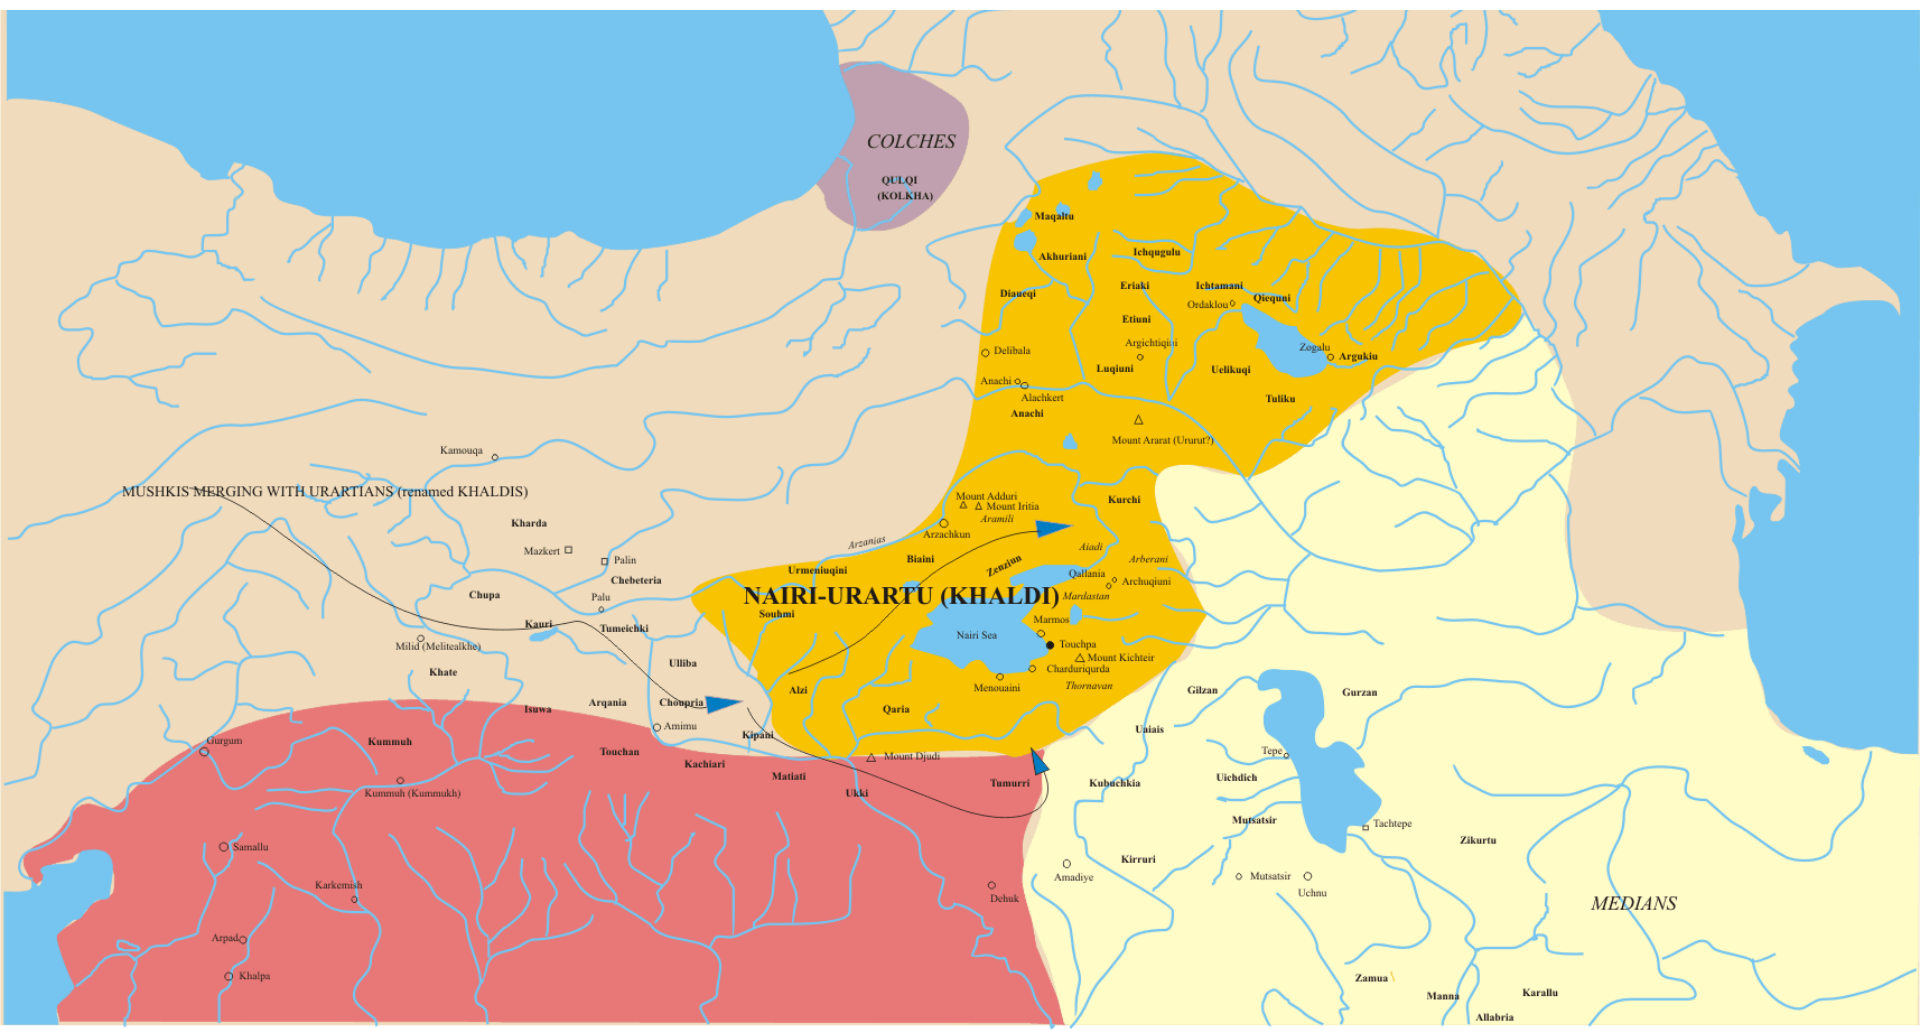 COLCHES
QULQI
(KOLKHA)
Maqaltu
Akhuriani
Ichqugulu
Diaueqi
Eriaki
Ichtamani
Ordaklou
Qiequni
Etiuni
Argichtiqini
Delibala
Zogalu
Argukiu
Luqiuni
Uelikuqi
Anachi
Alachkert
Tuliku
Anachi
Mount Ararat (Ururut?)
Kamouqa
MUSHKIS MERGING WITH URARTIANS (renamed KHALDIS)
Mount Adduri
Mount Iritia
Aramili
Kurchi
Kharda
Arzachkun
Arzanias
Mazkert
Palin
Biaini
Aiadi
Arberani
Zenziun
Urmeniuqini
Qallania
Archuqiuni
Chebeteria
Chupa
Palu
NAIRI-URARTU (KHALDI)
Mardastan
Souhmi
Kauri
Tumeichki
Marmos
Nairi Sea
Touchpa
Milid (Melitealkhe)
Mount Kichteir
Ulliba
Charduriqurda
Khate
Menouaini
Thornavan
Alzi
Gilzan
Gurzan
Arqania
Choupria
Isuwa
Qaria
Amimu
Uaiais
Kipani
Gurgum
Kummuh
Touchan
Mount Djudi
Tepe
Kachiari
Matiati
Tumurri
Kubuchkia
Uichdich
Kummuh (Kummukh)
Ukki
Mutsatsir
Tachtepe
Zikurtu
Samallu
Kirruri
Amadiye
Mutsatsir
Karkemish
Uchnu
Dehuk
MEDIANS
Arpad
Khalpa
Zamua
Manna
Karallu
Allabria